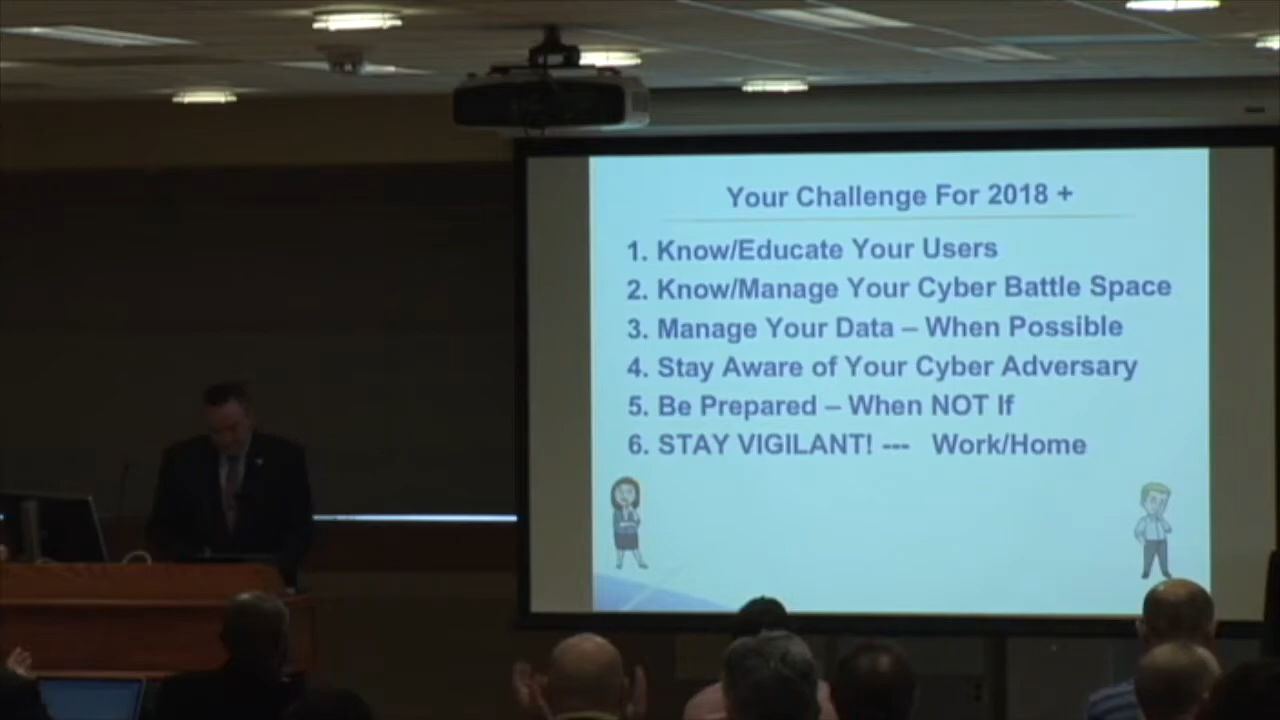 Your Challenge For 2018 +
1. Know/Educate Your Users
2. Know/Manage Your Cyber Battle Space
3. Manage Your Data – When Possible
4. Stay Aware of Your Cyber Adversary
5. Be Prepared – When NOT If
6. STAY VIGILANT! --- Work/Home